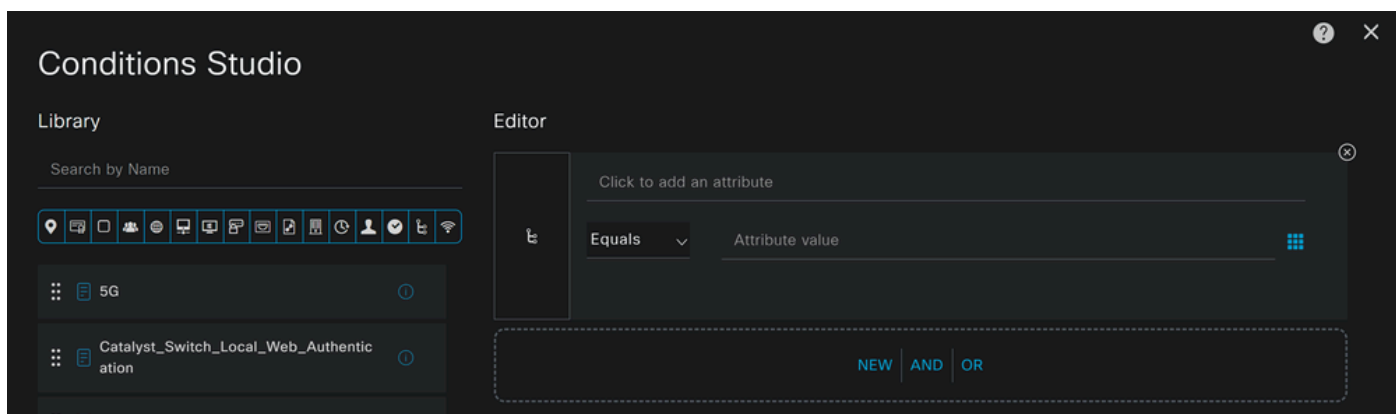 Conditions Studio
Library
Editor
Search by Name
Click to add an attribute
Equals
Attribute value
5G
Catalyst_Switch_Local_Web_Authentic
ation
NEW AND OR